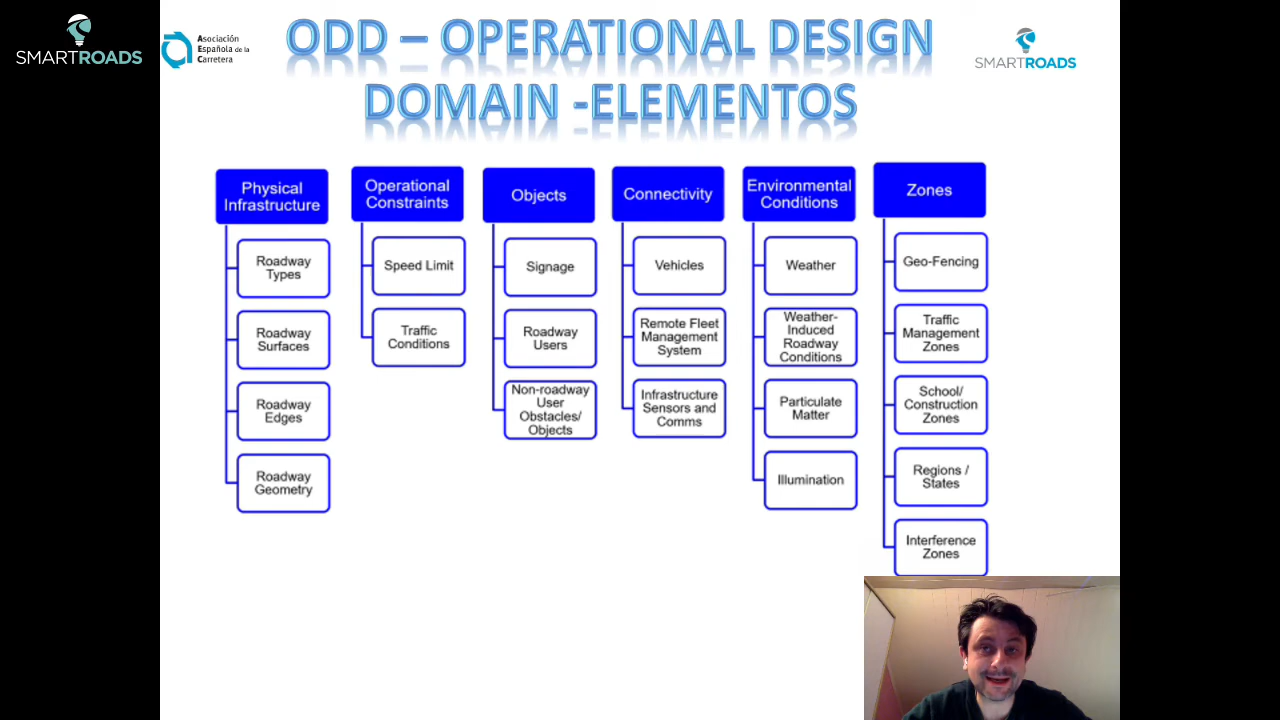 SMARTROADS
Asociación
Española de la
Carretera
ODD – OPERATIONAL DESIGN
DOMAIN -ELEMENTOS
SMARTROADS
Physical
Infrastructure
Roadway
Types
Roadway
Surfaces
Roadway
Edges
Roadway
Geometry
Operational
Constraints
Speed Limit
Traffic
Conditions
Objects
Signage
Roadway
Users
Non-roadway
User
Obstacles/
Objects
Connectivity
Vehicles
Remote Fleet
Management
System
Infrastructure
Sensors and
Comms
Environmental
Conditions
Weather
Weather-
Induced
Roadway
Conditions
Particulate
Matter
Illumination
Zones
Geo-Fencing
Traffic
Management
Zones
School/
Construction
Zones
Regions /
States
Interference
Zones